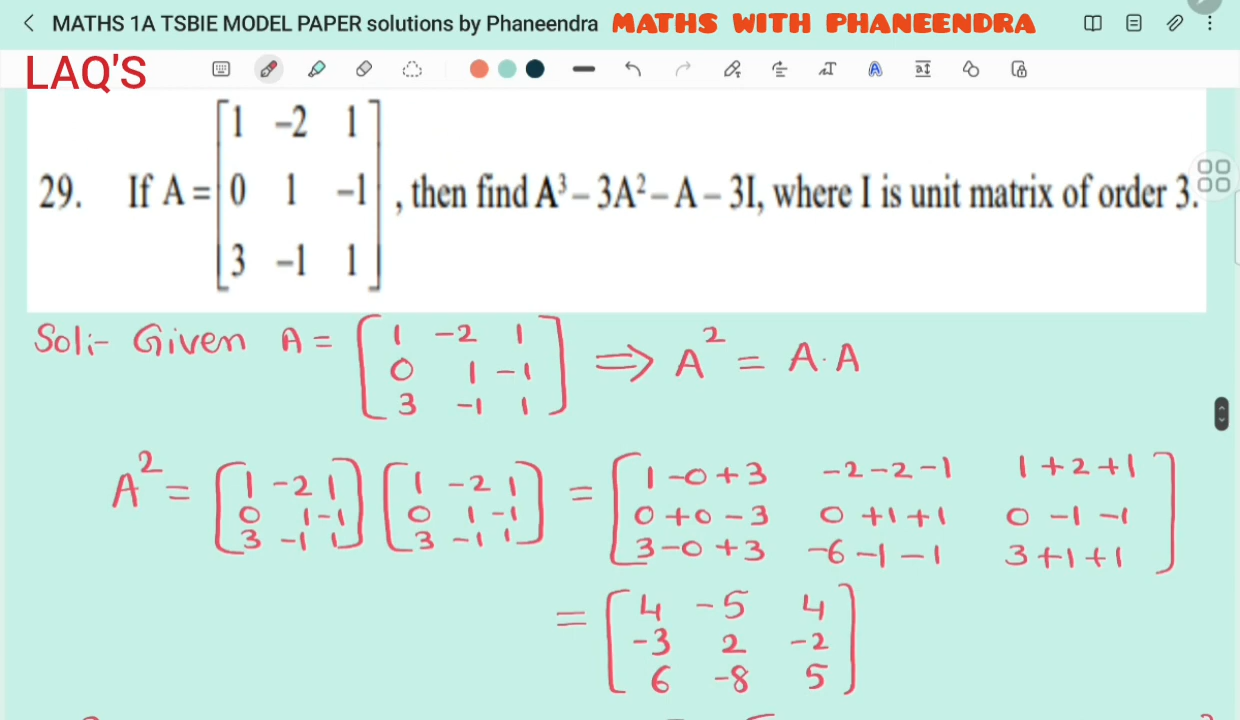 MATHS 1A TSBIE MODEL PAPER solutions by Phaneendra MATHS WITH PHANEENDRA
LAQ'S
29. If A = [1 -2 1
0 1 -1
3 -1 1], then find A³ – 3A² – A – 3I, where I is unit matrix of order 3.
Sol:- Given A = [1 -2 1
0 1 -1
3 -1 1] ⇒ A² = A·A
A² = [1 -2 1
0 1 -1
3 -1 1] [1 -2 1
0 1 -1
3 -1 1] = [1-0+3 -2-2-1 1+2+1
0+0-3 0+1+1 0-1-1
3-0+3 -6-1-1 3+1+1]
= [4 -5 4
-3 2 -2
6 -8 5]